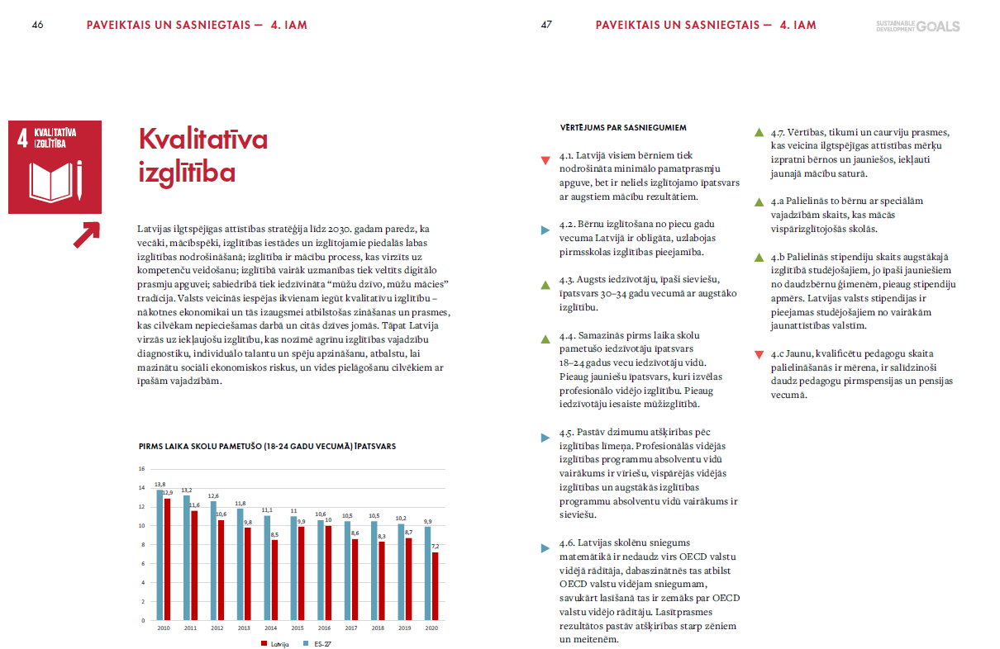 46
PAVEIKTAIS UN SASNIEGTAIS — 4. IAM
4 KVALITATĪVA
IZGLĪTĪBA
Kvalitatīva
izglītība
Latvijas ilgtspējīgas attīstības stratēģija līdz 2030. gadam paredz, ka
vecāki, mācībspēki, izglītības iestādes un izglītojamie piedalās labas
izglītības nodrošināšanā; izglītība ir mācību process, kas virzīts uz
kompetenču veidošanu; izglītībā vairāk uzmanības tiek veltīts digitālo
prasmju apguvei; sabiedrībā tiek iedzīvināta “mūžu dzīvo, mūžu mācies”
tradīcija. Valsts veicinās iespējas ikvienam iegūt kvalitatīvu izglītību –
nākotnes ekonomikai un tās izaugsmei atbilstošas zināšanas un prasmes,
kas cilvēkam nepieciešamas darbā un citās dzīves jomās. Tāpat Latvija
virzās uz iekļaujošu izglītību, kas nozīmē agrīnu izglītības vajadzību
diagnostiku, individuālo talantu un spēju apzināšanu, atbalstu, lai
mazinātu sociāli ekonomiskos riskus, un vides pielāgošanu cilvēkiem ar
īpašām vajadzībām.
PIRMS LAIKA SKOLU PAMETUŠO (18-24 GADU VECUMĀ) ĪPATSVARS
16
14
12
10
8
6
4
2
0
13,8 12,9
13,2 11,6
12,6 10,6
11,8 9,8
11,1 8,5
11 9,9
10,6 10
10,5 8,6
10,5 8,3
10,2 8,7
9,9 7,2
2010 2011 2012 2013 2014 2015 2016 2017 2018 2019 2020
Latvija ES-27
47
PAVEIKTAIS UN SASNIEGTAIS — 4. IAM
SUSTAINABLE
DEVELOPMENT GOALS
VĒRTĒJUMS PAR SASNIEGUMIEM
4.1. Latvijā visiem bērniem tiek
nodrošināta minimālo pamatprasmju
apguve, bet ir neliels izglītojamo īpatsvars
ar augstiem mācību rezultātiem.
4.2. Bērnu izglītošana no piecu gadu
vecuma Latvijā ir obligāta, uzlabojas
pirmsskolas izglītības pieejamība.
4.3. Augsts iedzīvotāju, īpaši sieviešu,
īpatsvars 30–34 gadu vecumā ar augstāko
izglītību.
4.4. Samazinās pirms laika skolu
pametušo iedzīvotāju īpatsvars
18–24 gadus vecu iedzīvotāju vidū.
Pieaug jauniešu īpatsvars, kuri izvēlas
profesionālo vidējo izglītību. Pieaug
iedzīvotāju iesaiste mūžizglītībā.
4.5. Pastāv dzimumu atšķirības pēc
izglītības līmeņa. Profesionālās vidējās
izglītības programmu absolventu vidū
vairākums ir vīriešu, vispārējās vidējās
izglītības un augstākās izglītības
programmu absolventu vidū vairākums ir
sieviešu.
4.6. Latvijas skolēnu sniegums
matemātikā ir nedaudz virs OECD valstu
vidējā rādītāja, dabaszinātnēs tas atbilst
OECD valstu vidējam sniegumam,
savukārt lasīšanā tas ir zemāks par OECD
valstu vidējo rādītāju. Lasītprasmes
rezultātos pastāv atšķirības starp zēniem
un meitenēm.
4.7. Vērtības, tikumi un caurviju prasmes,
kas veicina ilgtspējīgas attīstības mērķu
izpratni bērnos un jauniešos, iekļauti
jaunajā mācību saturā.
4.a Palielinās to bērnu ar speciālām
vajadzībām skaits, kas mācās
vispārizglītojošās skolās.
4.b Palielinās stipendiju skaits augstākajā
izglītībā studējošajiem, jo īpaši jauniešiem
no daudzbērnu ģimenēm, pieaug stipendiju
apmērs. Latvijas valsts stipendijas ir
pieejamas studējošajiem no vairākām
jaunattīstības valstīm.
4.c Jaunu, kvalificētu pedagogu skaita
palielināšanās ir mērena, ir salīdzinoši
daudz pedagogu pirmspensijas un pensijas
vecumā.